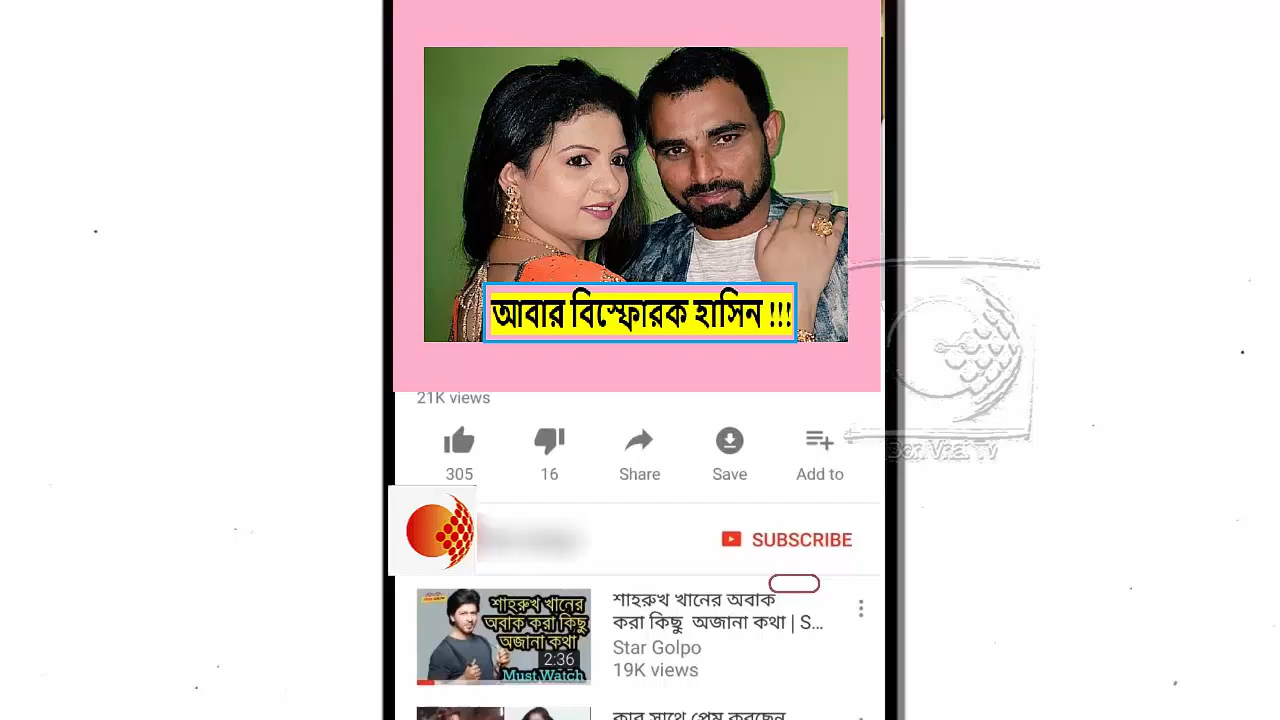 আবার বিস্ফোরক হাসিন !!!
21K views
305
16
Share
Save
Add to
SUBSCRIBE
শাহরুখ খানের
অবাক করা কিছু
অজানা কথা
2:36
Must Watch
শাহরুখ খানের অবাক
করা কিছু অজানা কথা | S...
Star Golpo
19K views
কার সাথে প্রেম করছেন